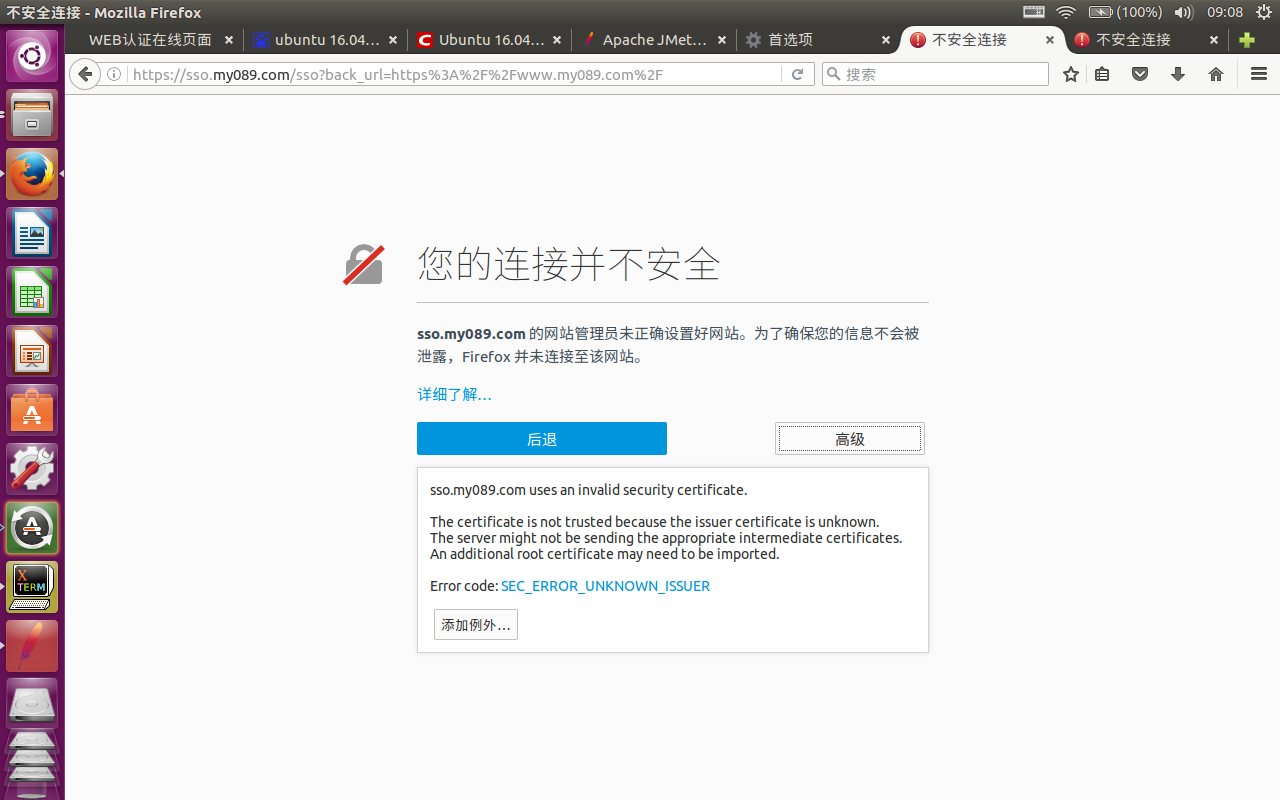 不安全连接 - Mozilla Firefox
(100%)
09:08
WEB认证在线页面
ubuntu 16.04...
Ubuntu 16.04...
Apache JMet...
首选项
不安全连接
不安全连接
https://sso.my089.com/sso?back_url=https%3A%2F%2Fwww.my089.com%2F
搜索
您的连接并不安全
sso.my089.com 的网站管理员未正确设置好网站。为了确保您的信息不会被
泄露，Firefox 并未连接至该网站。
详细了解…
后退
高级
sso.my089.com uses an invalid security certificate.
The certificate is not trusted because the issuer certificate is unknown.
The server might not be sending the appropriate intermediate certificates.
An additional root certificate may need to be imported.
Error code: SEC_ERROR_UNKNOWN_ISSUER
添加例外…
X
TERM